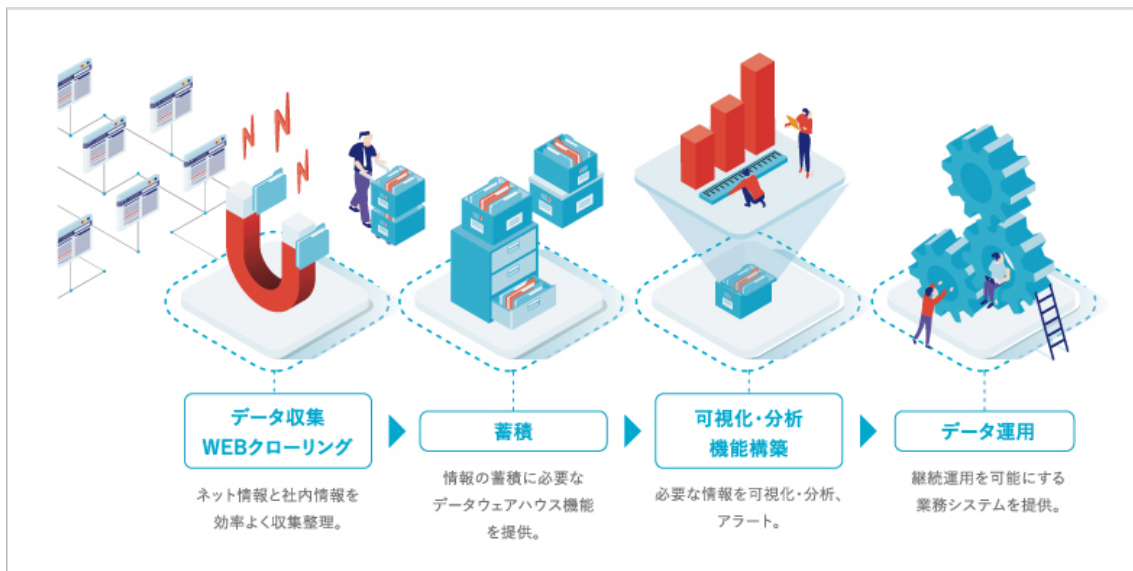 データ収集
WEBクローリング
ネット情報と社内情報を
効率よく収集整理。
蓄積
情報の蓄積に必要な
データウェアハウス機能
を提供。
可視化・分析
機能構築
必要な情報を可視化・分析、
アラート。
データ運用
継続運用を可能にする
業務システムを提供。